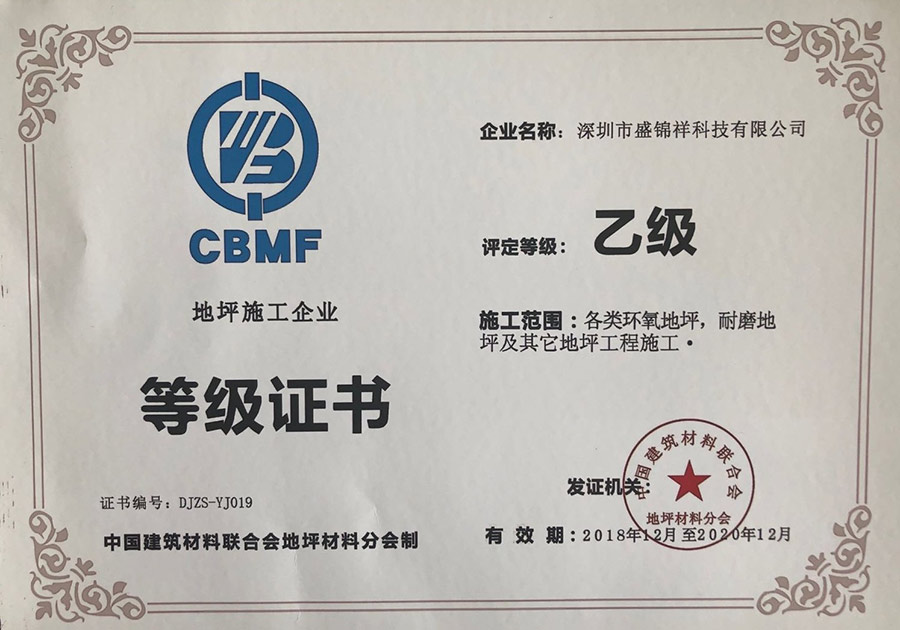 CBMF
地坪施工企业
等级证书
证书编号：DJZS-YJ019
中国建筑材料联合会地坪材料分会制
企业名称：深圳市盛锦祥科技有限公司
评定等级：乙级
施工范围：各类环氧地坪，耐磨地
坪及其它地坪工程施工·
发证机关：
中国建筑材料联合会
地坪材料分会
有效期：2018年12月至2020年12月